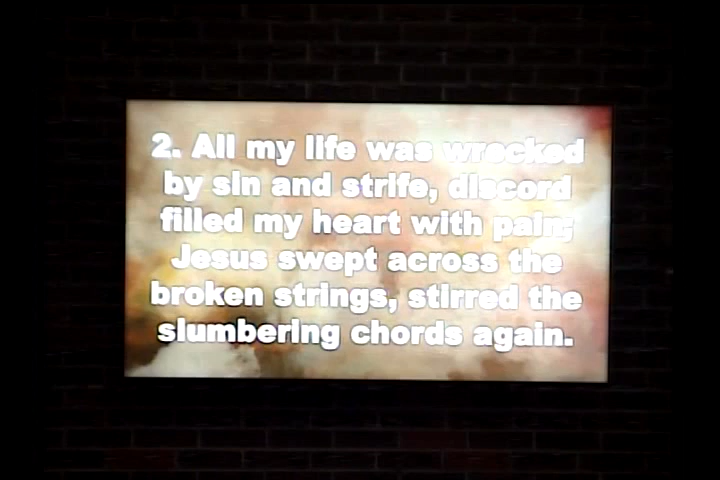 2. All my life was wrecked
by sin and strife, discord
filled my heart with pain;
Jesus swept across the
broken strings, stirred the
slumbering chords again.